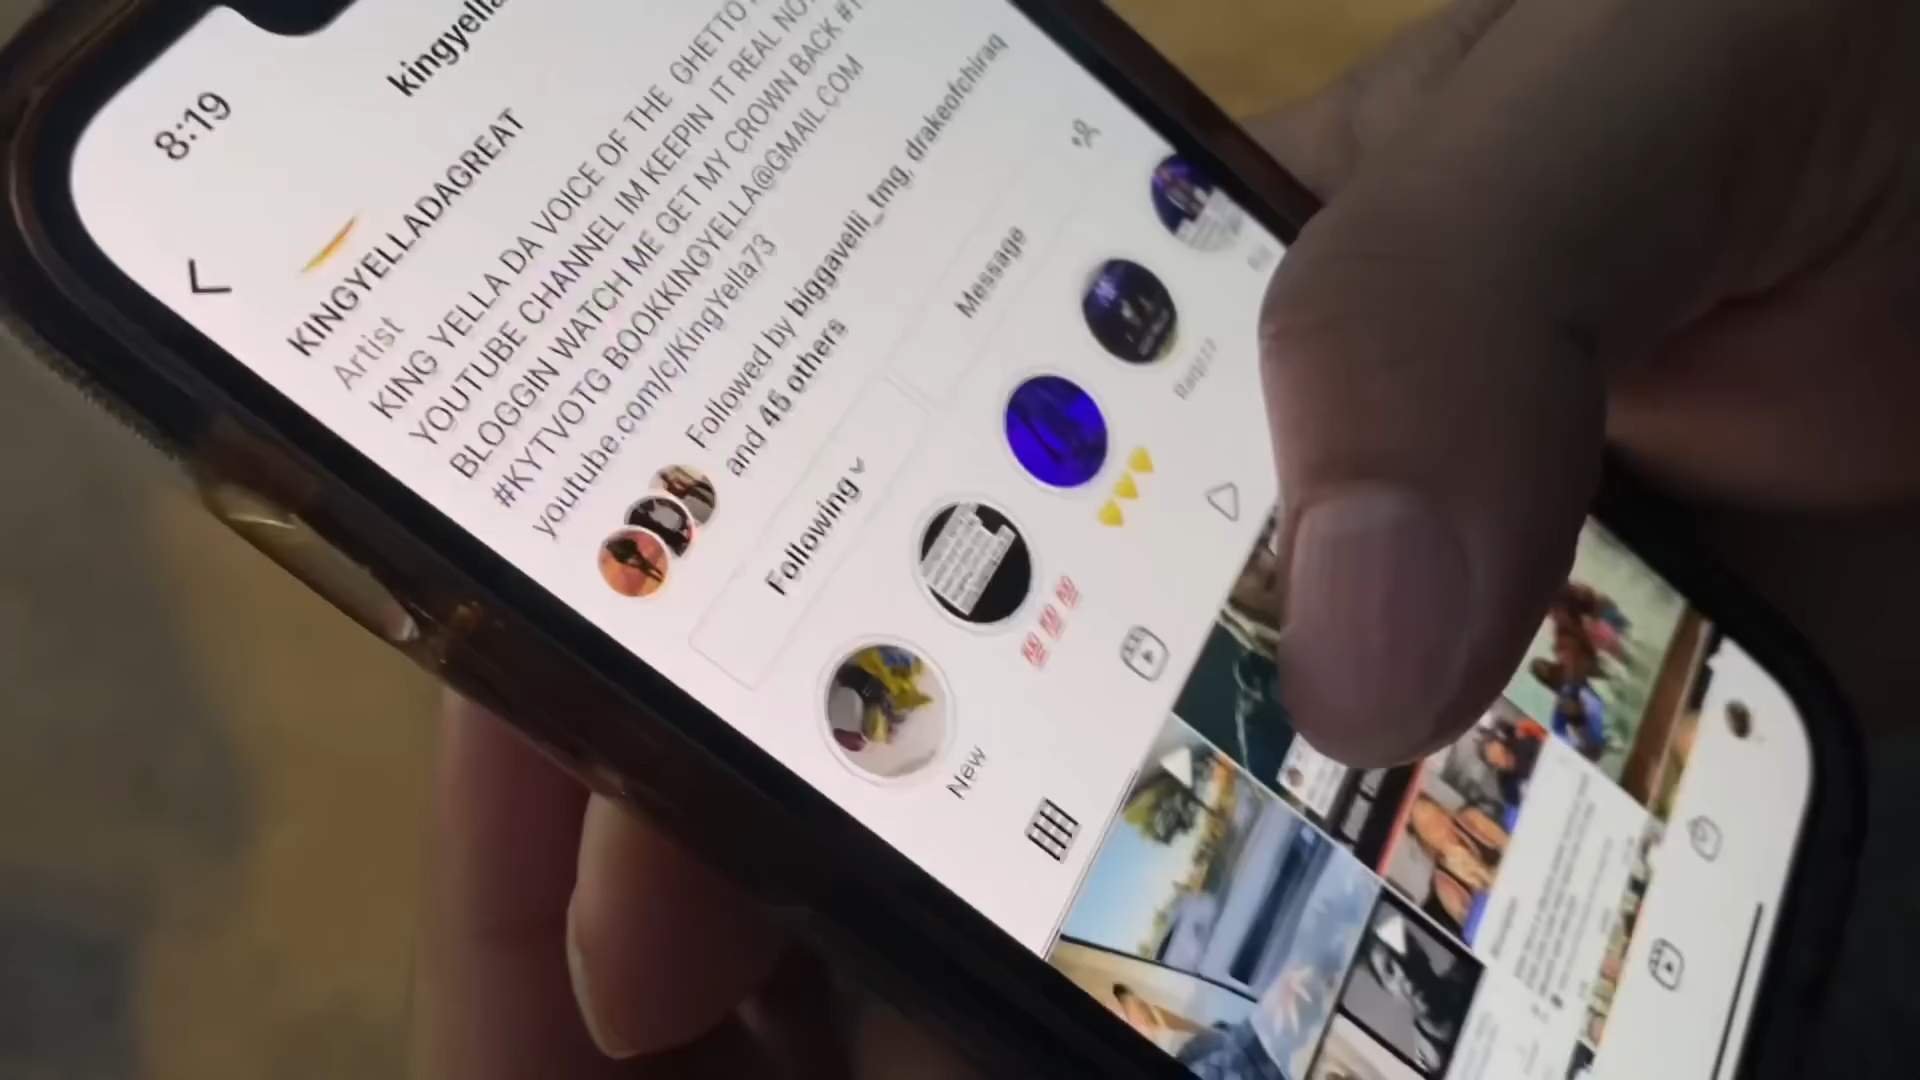 8:19
kingyella
KINGYELLADAGREAT
Artist
KING YELLA DA VOICE OF THE GHETTO
YOUTUBE CHANNEL IM KEEPIN IT REAL NO
BLOGGIN WATCH ME GET MY CROWN BACK #
#KYTVOTG BOOKKINGYELLA@GMAIL.COM
youtube.com/c/KingYella73
Followed by biggavelli_tmg, drakeofchiraq
and 45 others
Following
Message
New